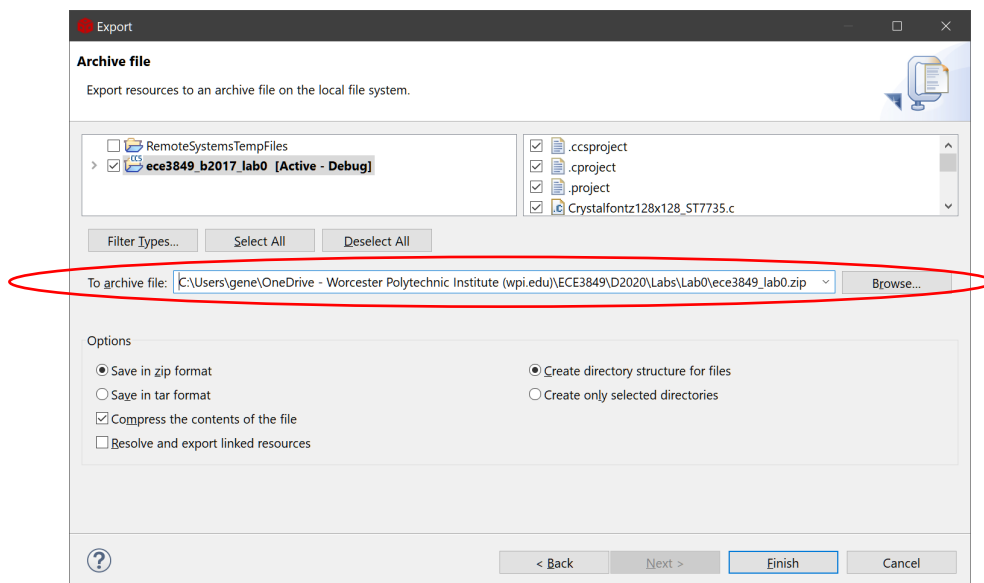 Export
Archive file
Export resources to an archive file on the local file system.
RemoteSystemsTempFiles
ece3849_b2017_lab0 [Active - Debug]
.ccsproject
.cproject
.project
Crystalfontz128x128_ST7735.c
Filter Types...
Select All
Deselect All
To archive file: C:\Users\gene\OneDrive - Worcester Polytechnic Institute (wpi.edu)\ECE3849\D2020\Labs\Lab0\ece3849_lab0.zip
Browse...
Options
Save in zip format
Save in tar format
Compress the contents of the file
Resolve and export linked resources
Create directory structure for files
Create only selected directories
< Back
Next >
Finish
Cancel